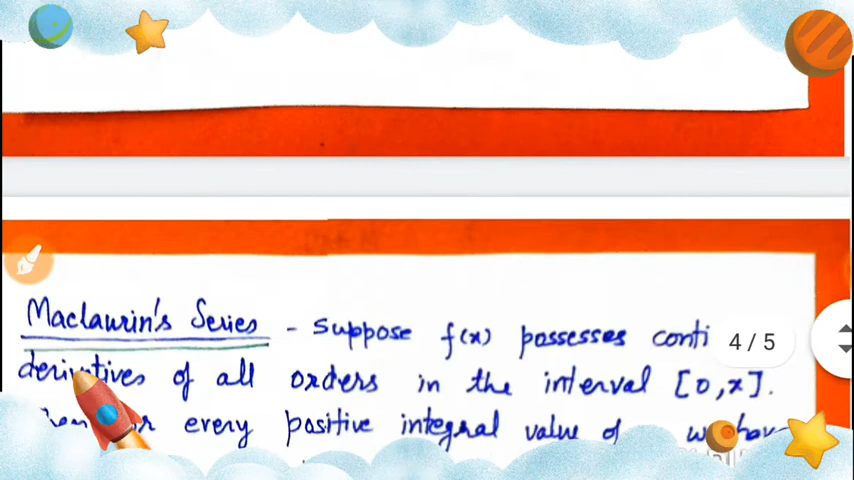 Maclaurin's Series - Suppose f(x) possesses conti
4/5
derivatives of all orders in the interval [0,x].
every positive integral value of